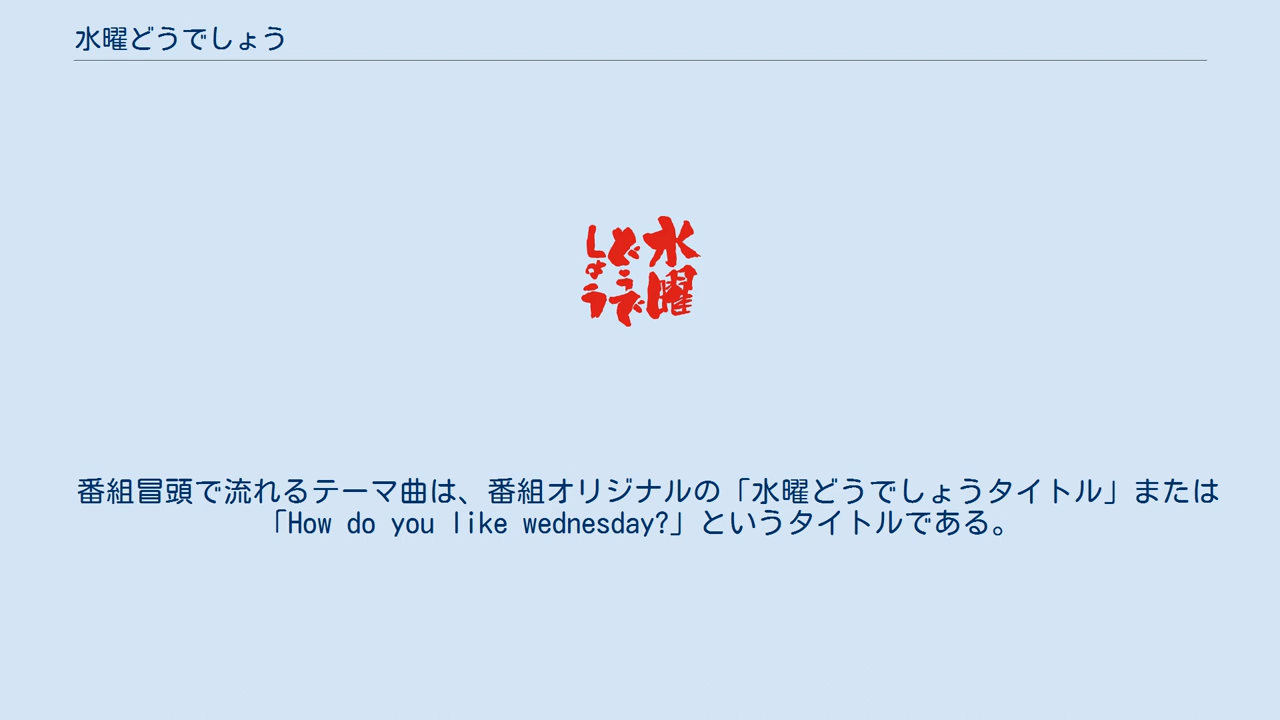 水曜どうでしょう
水曜
どうで
しょう
番組冒頭で流れるテーマ曲は、番組オリジナルの「水曜どうでしょうタイトル」または
「How do you like wednesday?」というタイトルである。